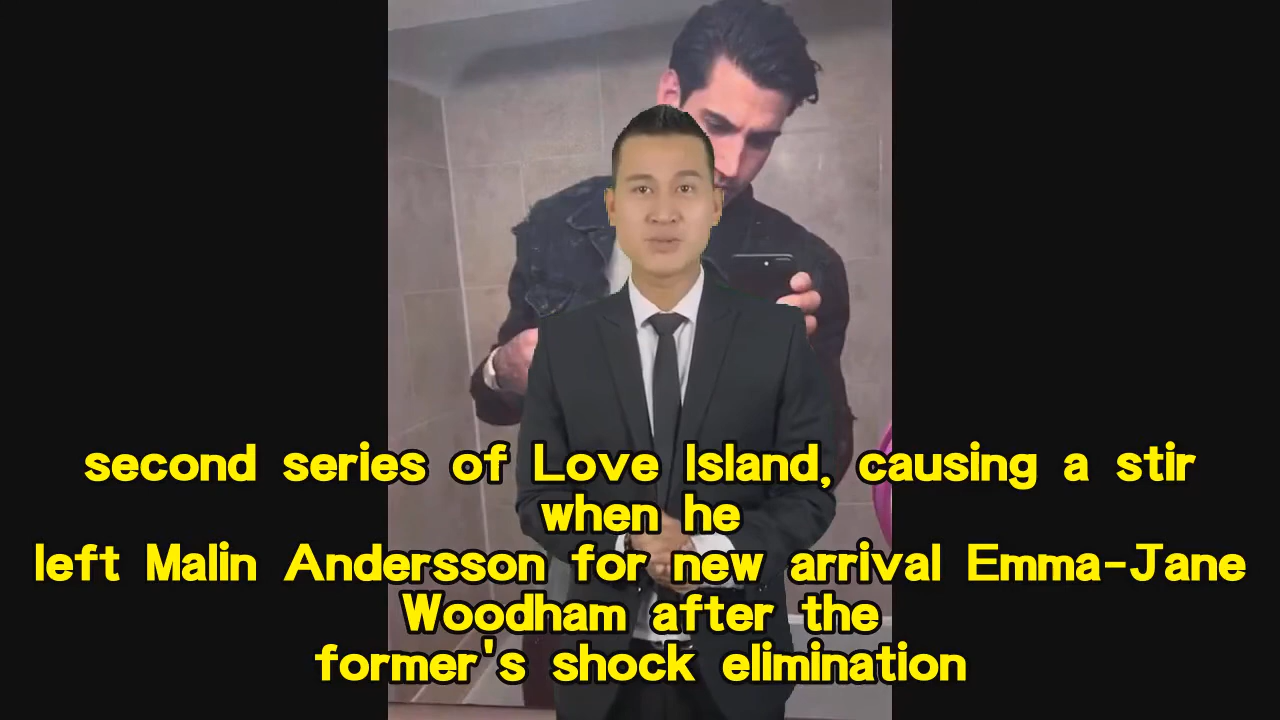 second series of Love Island, causing a stir
when he
left Malin Andersson for new arrival Emma-Jane
Woodham after the
former's shock elimination